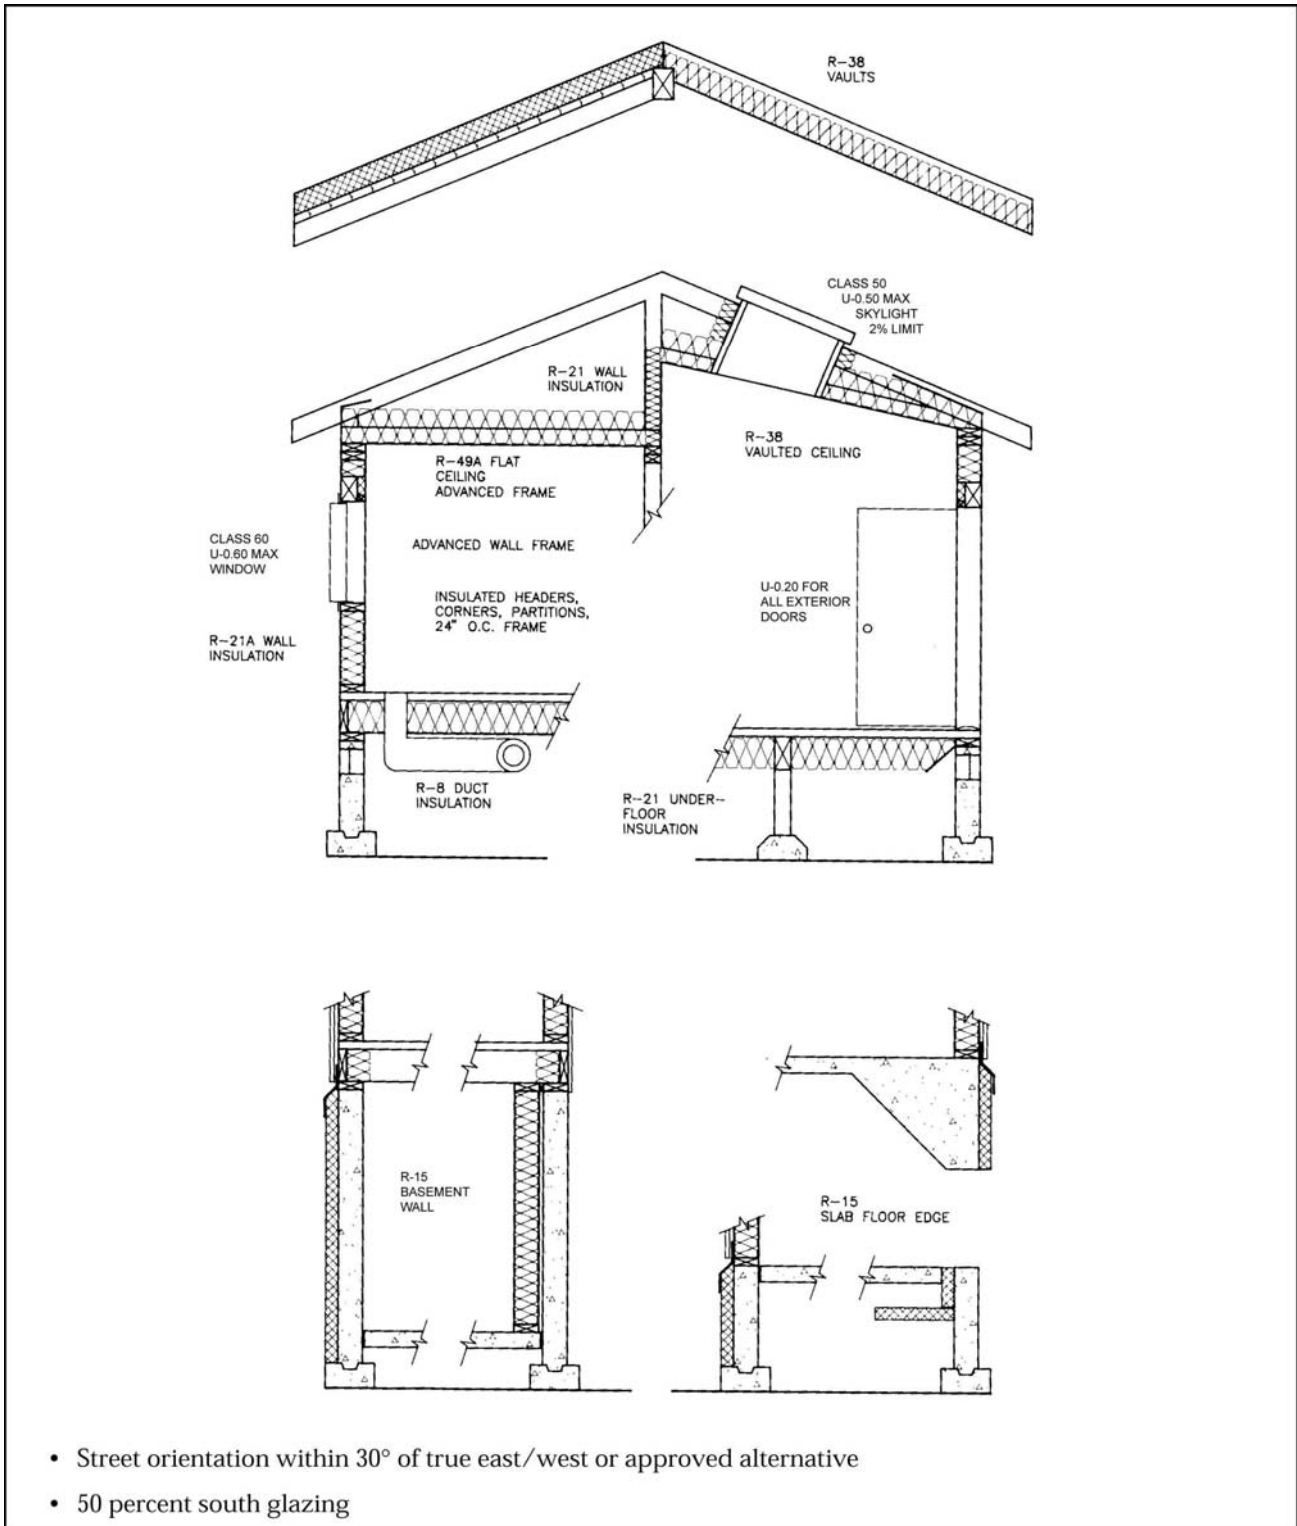 R-38
VAULTS
CLASS 50
U-0.50 MAX
SKYLIGHT
2% LIMIT
R-21 WALL
INSULATION
R-38
VAULTED CEILING
R-49A FLAT
CEILING
ADVANCED FRAME
CLASS 60
U-0.60 MAX
WINDOW
ADVANCED WALL FRAME
U-0.20 FOR
ALL EXTERIOR
DOORS
INSULATED HEADERS,
CORNERS, PARTITIONS,
24" O.C. FRAME
R-21A WALL
INSULATION
R-8 DUCT
INSULATION
R-21 UNDER-
FLOOR
INSULATION
R-15
BASEMENT
WALL
R-15
SLAB FLOOR EDGE
• Street orientation within 30° of true east/west or approved alternative
• 50 percent south glazing